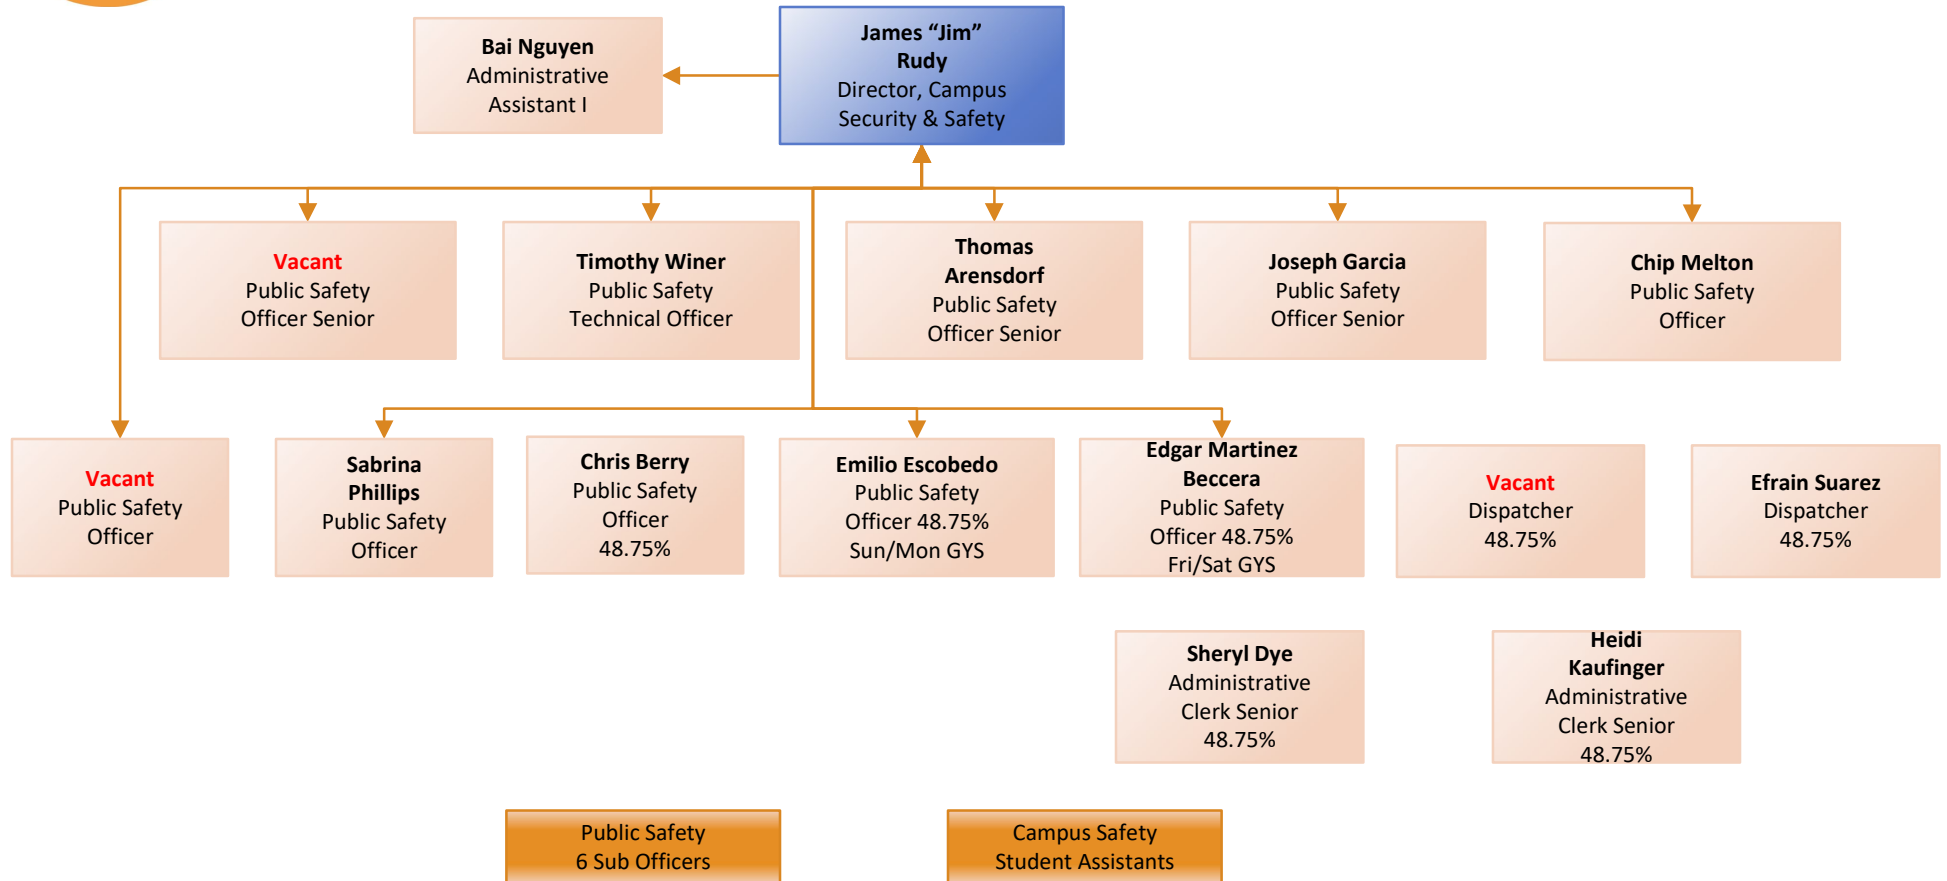 Bai Nguyen
Administrative
Assistant I
James “Jim”
Rudy
Director, Campus
Security & Safety
Vacant
Public Safety
Officer Senior
Timothy Winer
Public Safety
Technical Officer
Thomas
Arensdorf
Public Safety
Officer Senior
Joseph Garcia
Public Safety
Officer Senior
Chip Melton
Public Safety
Officer
Vacant
Public Safety
Officer
Sabrina
Phillips
Public Safety
Officer
Chris Berry
Public Safety
Officer
48.75%
Emilio Escobedo
Public Safety
Officer 48.75%
Sun/Mon GYS
Edgar Martinez
Beccera
Public Safety
Officer 48.75%
Fri/Sat GYS
Vacant
Dispatcher
48.75%
Efrain Suarez
Dispatcher
48.75%
Sheryl Dye
Administrative
Clerk Senior
48.75%
Heidi
Kaufinger
Administrative
Clerk Senior
48.75%
Public Safety
6 Sub Officers
Campus Safety
Student Assistants